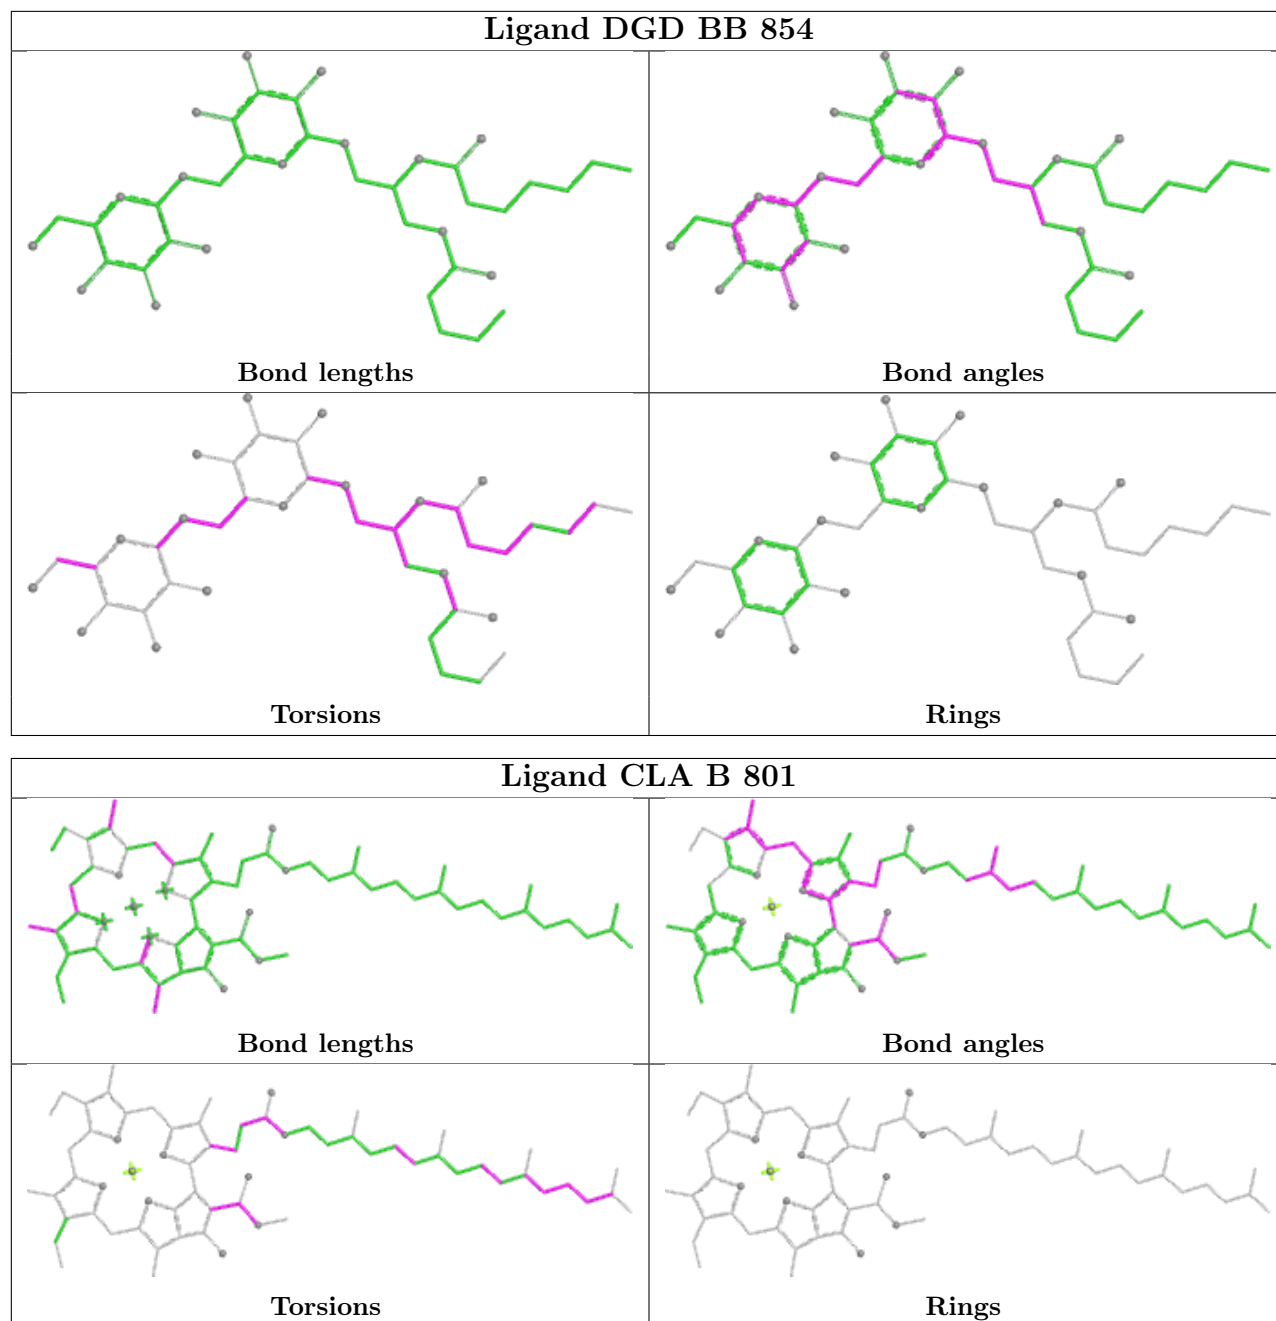 Ligand DGD BB 854
Bond lengths
Bond angles
Torsions
Rings
Ligand CLA B 801
Bond lengths
Bond angles
Torsions
Rings